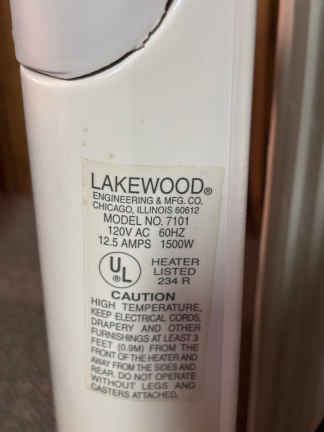 LAKEWOOD®
ENGINEERING & MFG. CO.
CHICAGO, ILLINOIS 60612
MODEL NO. 7101
120V AC 60HZ
12.5 AMPS 1500W
UL®
HEATER
LISTED
234 R
CAUTION
HIGH TEMPERATURE,
KEEP ELECTRICAL CORDS,
DRAPERY AND OTHER
FURNISHINGS AT LEAST 3
FEET (0.9M) FROM THE
FRONT OF THE HEATER AND
AWAY FROM THE SIDES AND
REAR. DO NOT OPERATE
WITHOUT LEGS AND
CASTERS ATTACHED.